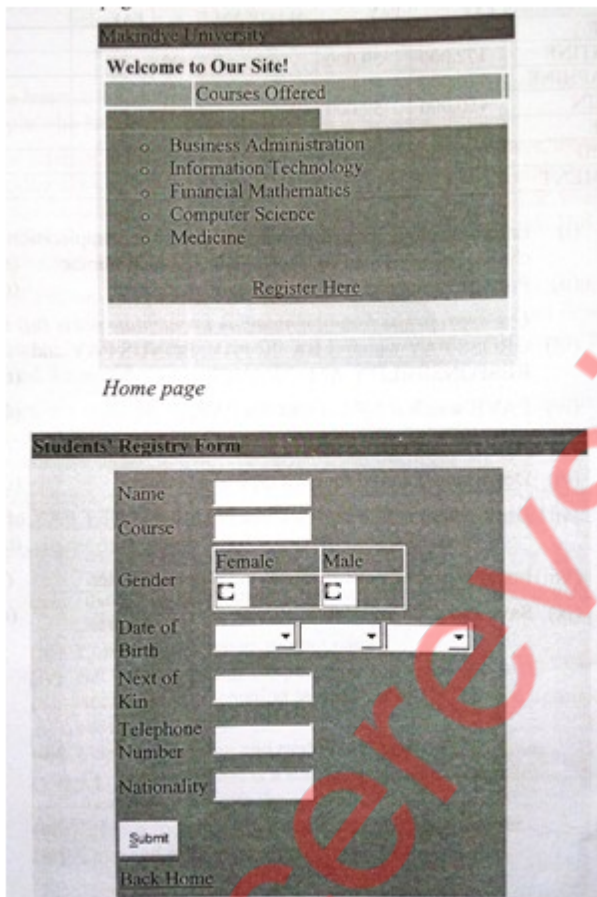 Makindye University
Welcome to Our Site!
Courses Offered
Business Administration
Information Technology
Financial Mathematics
Computer Science
Medicine
Register Here
Home page
Students' Registry Form
Name
Course
Female Male
Gender
Date of
Birth
Next of
Kin
Telephone
Number
Nationality
Submit
Back Home